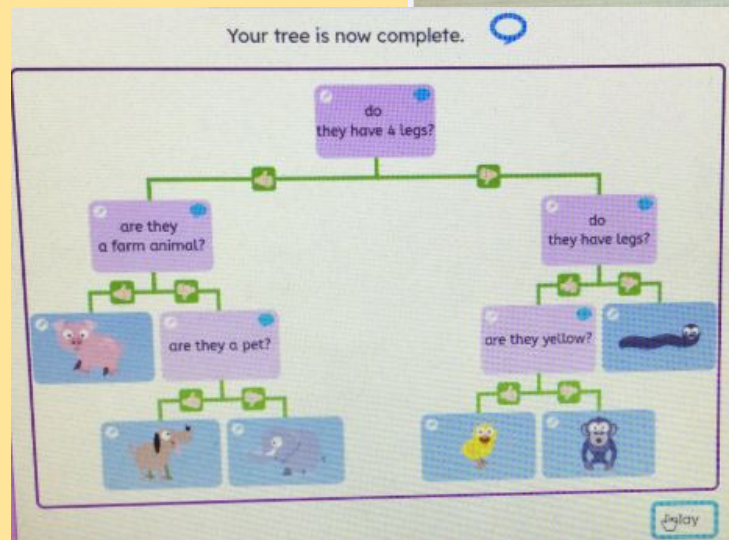 Your tree is now complete.
do
they have 4 legs?
are they
a farm animal?
do
they have legs?
are they a pet?
are they yellow?